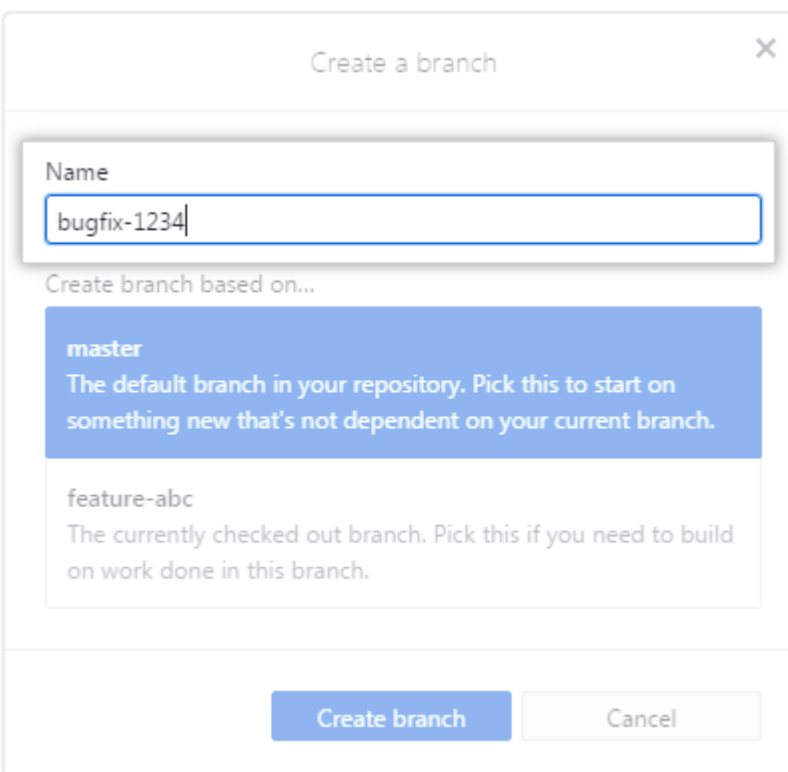 Create a branch
Name
bugfix-1234
Create branch based on...
master
The default branch in your repository. Pick this to start on
something new that's not dependent on your current branch.
feature-abc
The currently checked out branch. Pick this if you need to build
on work done in this branch.
Create branch
Cancel